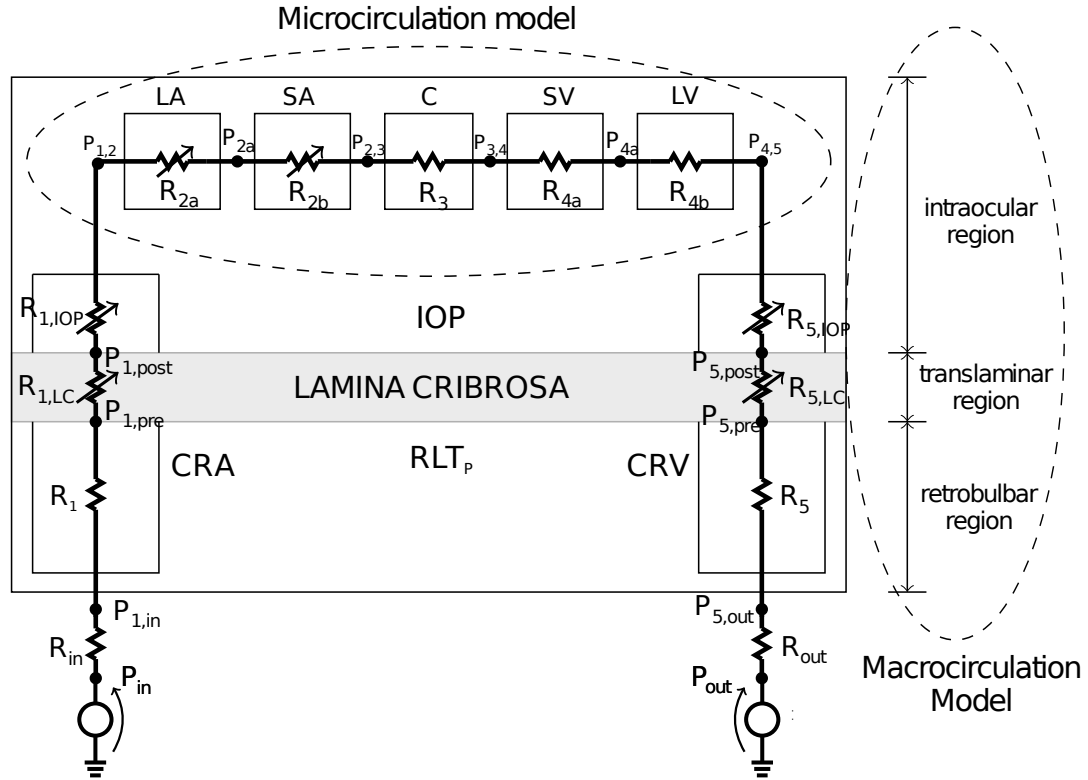 Microcirculation model
LA SA C SV LV
P1,2 P2a P2,3 P3,4 P4a P4,5
R2a R2b R3 R4a R4b
intraocular
region
R1,IOP IOP R5,IOP
P1,post P5,post
R1,LC LAMINA CRIBROSA R5,LC
translaminar
region
P1,pre P5,pre
CRA RLTP CRV
R1 R5
retrobulbar
region
P1,in P5,out
Rin Rout
Pin Pout
Macrocirculation
Model